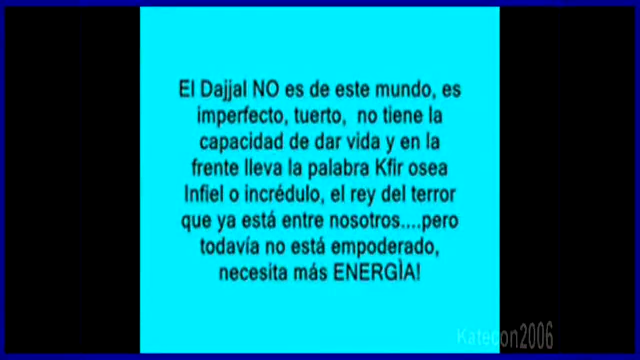 El Dajjal NO es de este mundo, es
imperfecto, tuerto, no tiene la
capacidad de dar vida y en la
frente lleva la palabra Kfir osea
Infiel o incrédulo, el rey del terror
que ya está entre nosotros....pero
todavía no está empoderado,
necesita más ENERGÌA!
Katecon2006